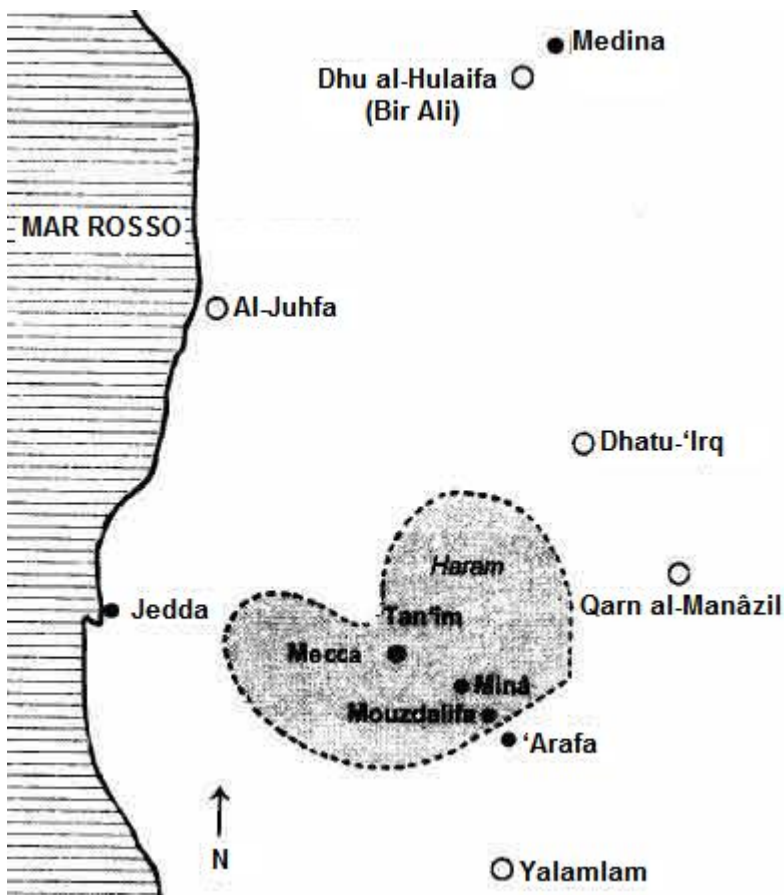 Medina
Dhu al-Hulaifa
(Bir Ali)
MAR ROSSO
Al-Juhfa
Dhatu-‘Irq
Haram
Qarn al-Manâzil
Jedda
Tan‘im
Mecca
Minâ
Mouzdalifa
‘Arafa
N
Yalamlam